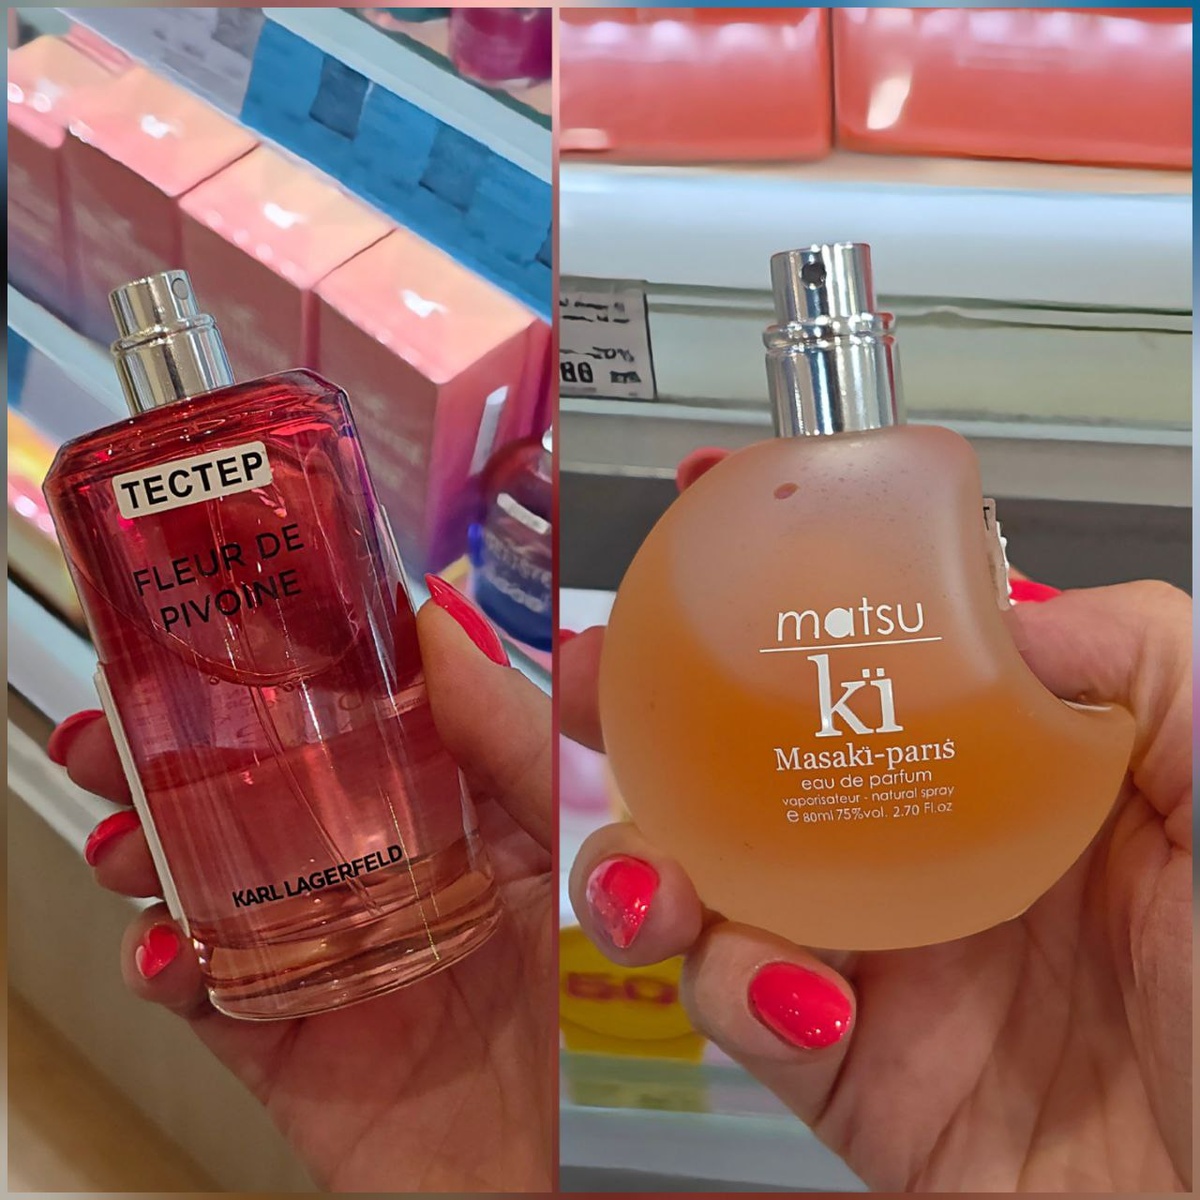 ТЕСТЕР
FLEUR DE
PIVOINE
KARL LAGERFELD
matsu
kï
Masakï-paris
eau de parfum
vaporisateur - natural spray
e 80ml 75%vol. 2.70 Fl.oz